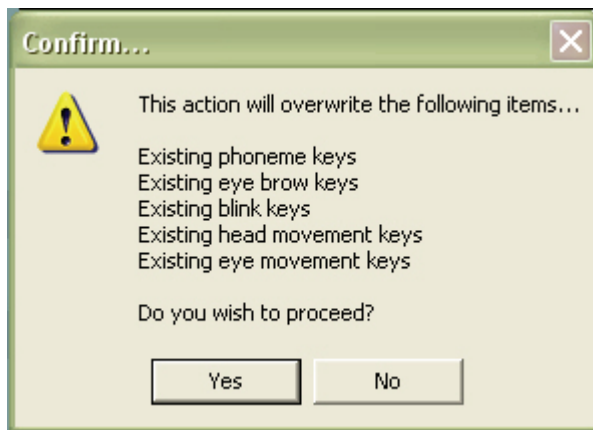 Confirm...
This action will overwrite the following items...
Existing phoneme keys
Existing eye brow keys
Existing blink keys
Existing head movement keys
Existing eye movement keys
Do you wish to proceed?
Yes
No